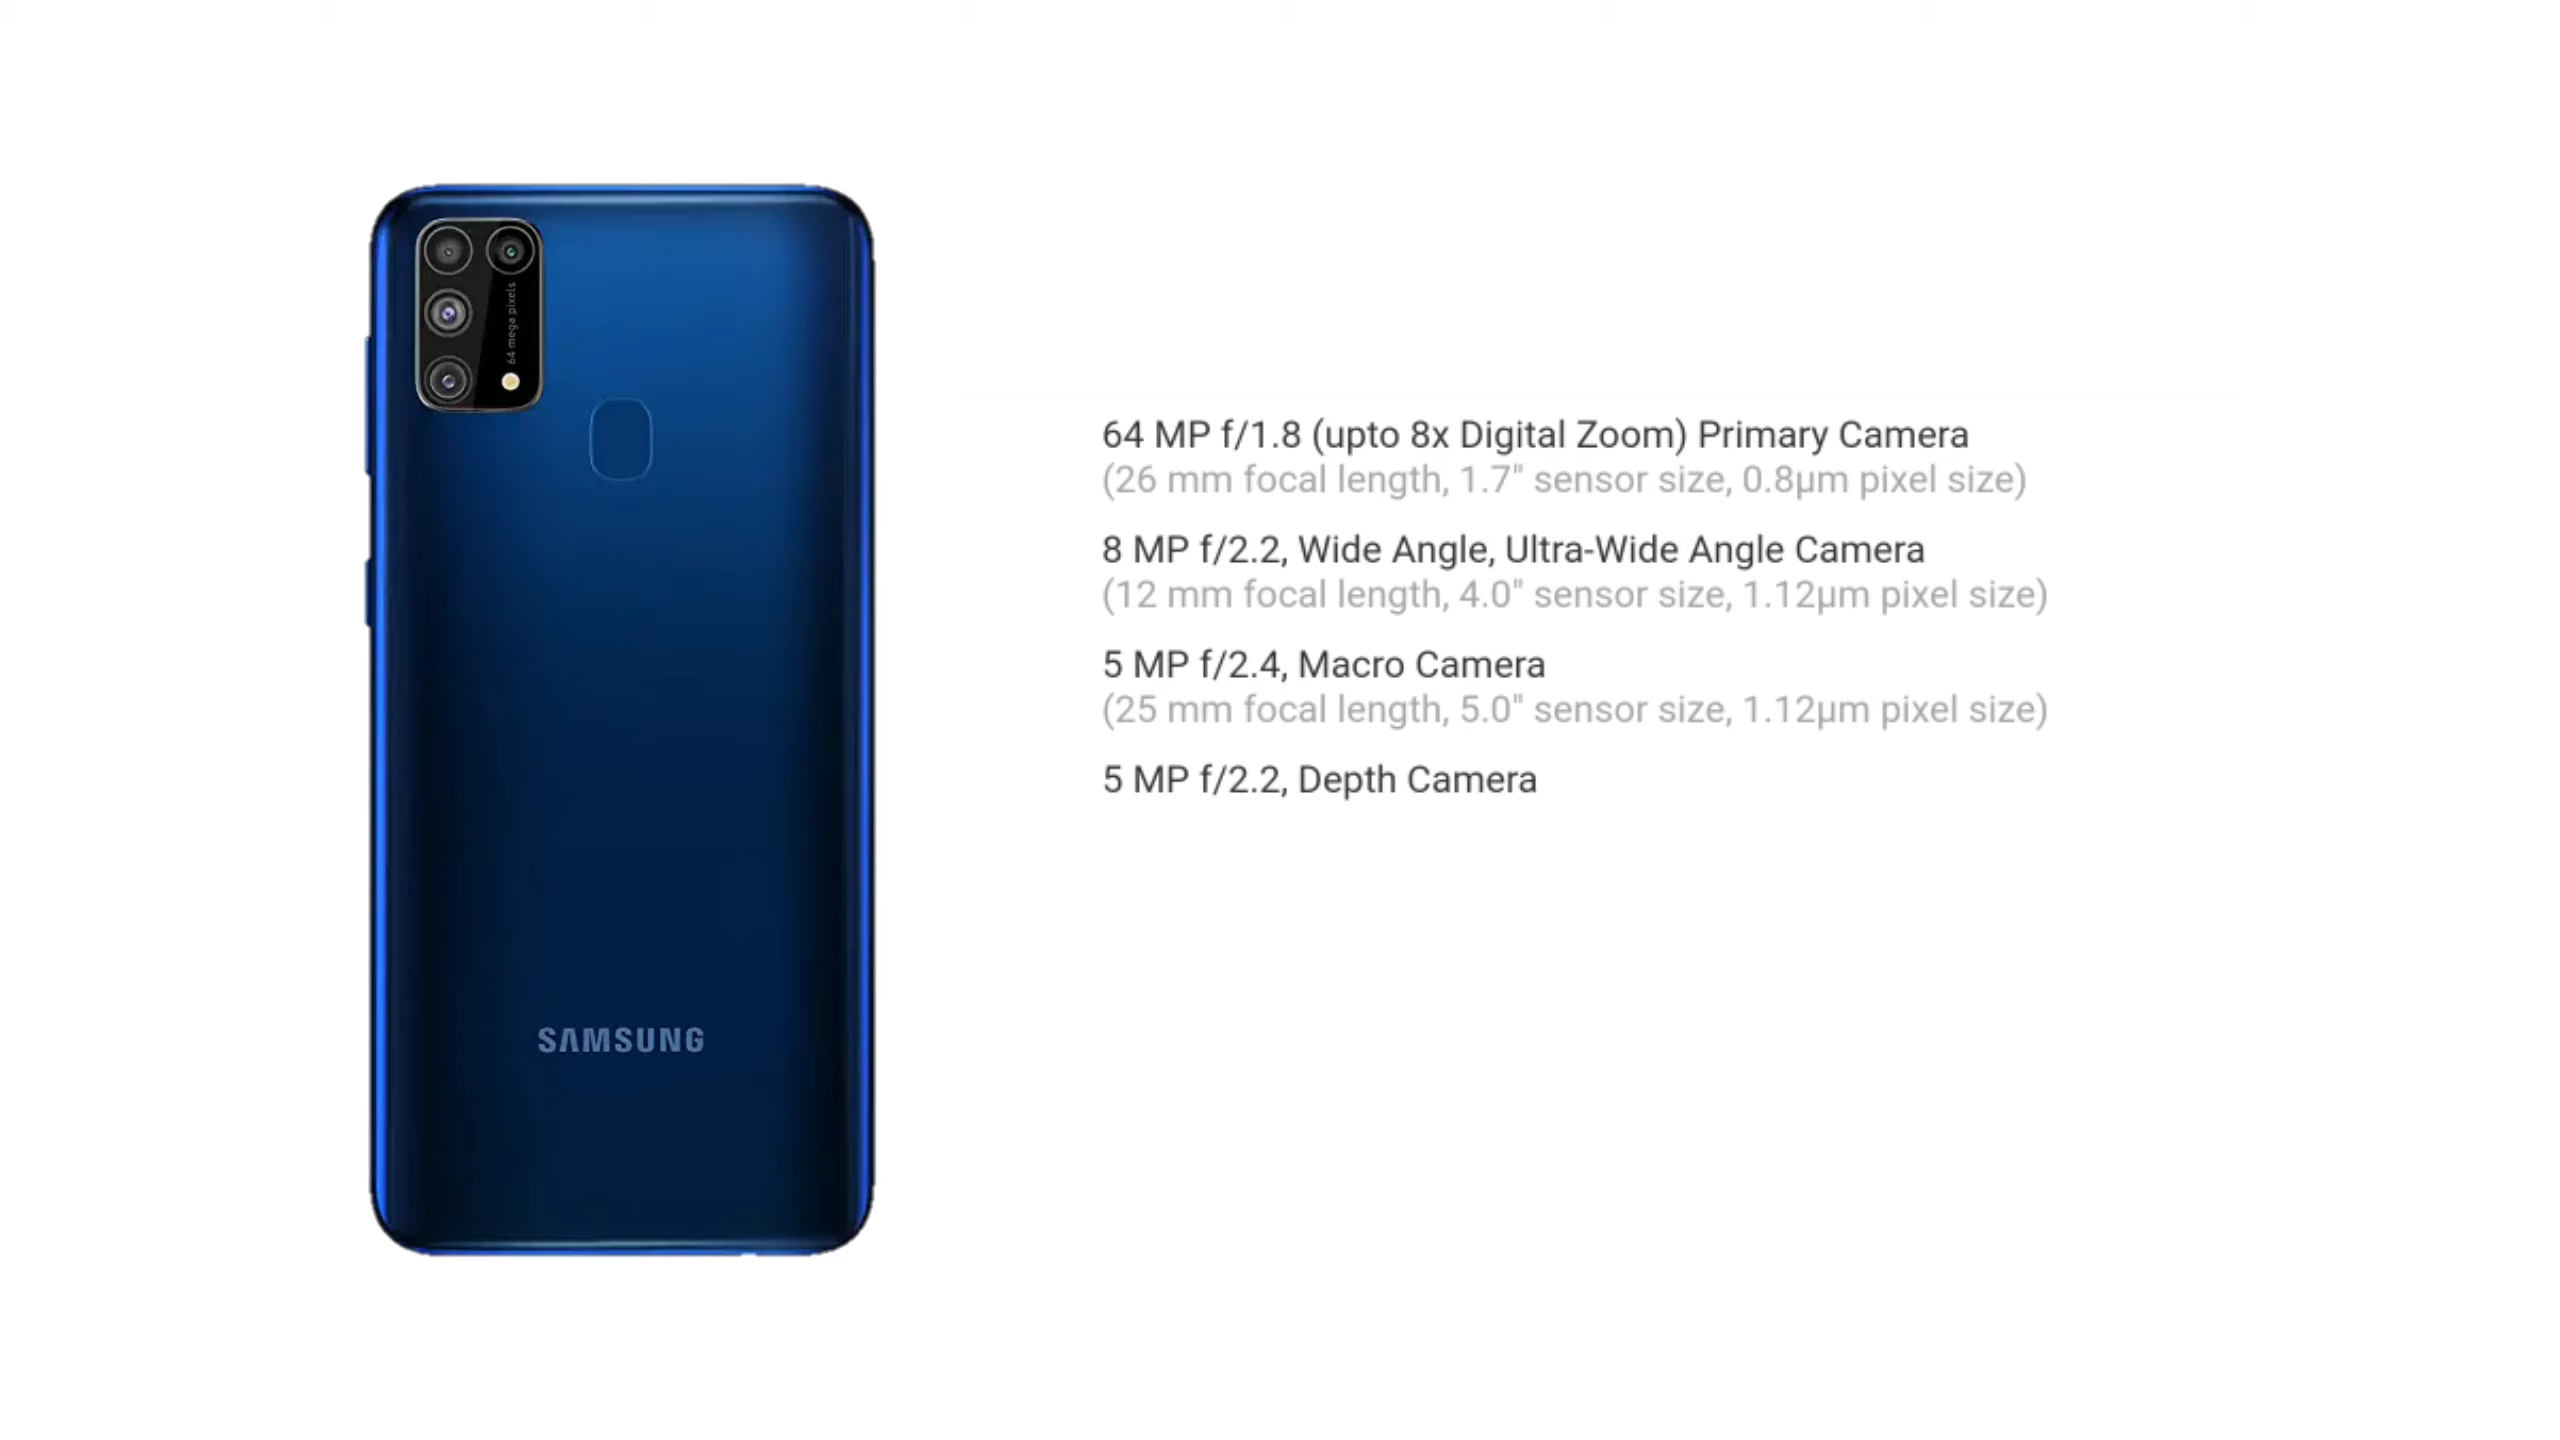 64 mega pixels
SAMSUNG
64 MP f/1.8 (upto 8x Digital Zoom) Primary Camera
(26 mm focal length, 1.7" sensor size, 0.8μm pixel size)
8 MP f/2.2, Wide Angle, Ultra-Wide Angle Camera
(12 mm focal length, 4.0" sensor size, 1.12μm pixel size)
5 MP f/2.4, Macro Camera
(25 mm focal length, 5.0" sensor size, 1.12μm pixel size)
5 MP f/2.2, Depth Camera